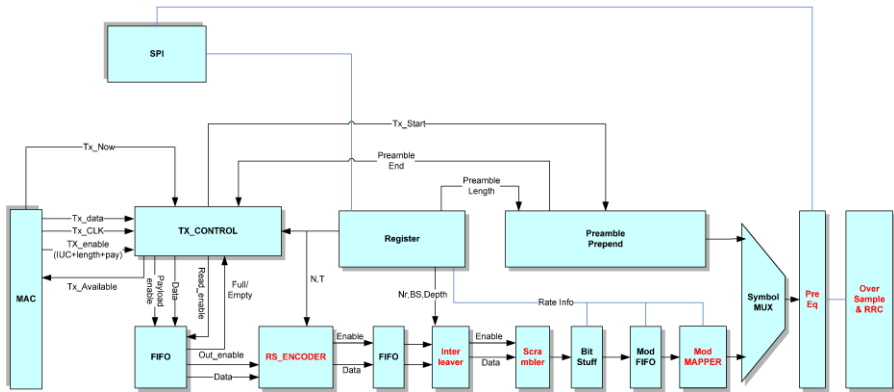 SPI
Tx_Start
Tx_Now
Preamble
End
Preamble
Length
Tx_data
Tx_CLK
TX_enable
(IUC+length+pay)
Tx_Available
MAC
TX_CONTROL
Register
Preamble
Prepend
Payload
enable
Data
Read_enable
Full/
Empty
N,T
Nr,BS,Depth
Rate Info
Symbol
MUX
Pre
Eq
Over
Sample
& RRC
FIFO
Out_enable
Data
RS_ENCODER
Enable
Data
FIFO
Inter
leaver
Enable
Data
Scra
mbler
Bit
Stuff
Mod
FIFO
Mod
MAPPER